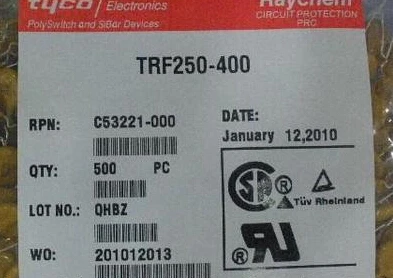 tyco Electronics
PolySwitch and SiBar Devices
Raychem
CIRCUIT PROTECTION
PRC
TRF250-400
RPN: C53221-000
DATE:
January 12,2010
QTY: 500 PC
LOT NO.: QHBZ
WO: 201012013
® Tüv Rheinland
®